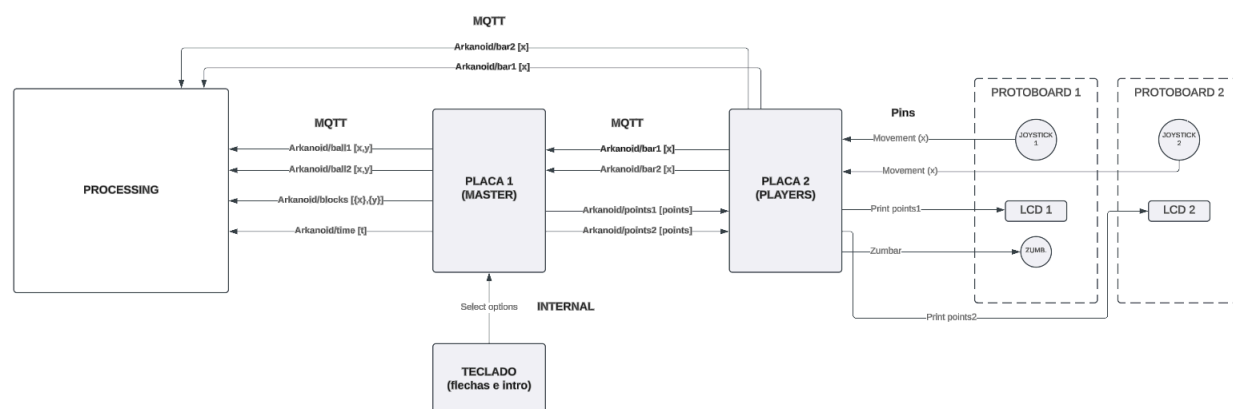 MQTT
Arkanoid/bar2 [x]
Arkanoid/bar1 [x]
PROTOBOARD 1
PROTOBOARD 2
MQTT
MQTT
Pins
Arkanoid/ball1 [x,y]
Arkanoid/ball2 [x,y]
Arkanoid/blocks [{x},{y}]
Arkanoid/time [t]
PROCESSING
PLACA 1
(MASTER)
Arkanoid/bar1 [x]
Arkanoid/bar2 [x]
Arkanoid/points1 [points]
Arkanoid/points2 [points]
PLACA 2
(PLAYERS)
Movement (x)
Movement (x)
Print points1
Zumbar
Print points2
JOYSTICK
1
JOYSTICK
2
LCD 1
LCD 2
ZUMB.
Select options
INTERNAL
TECLADO
(flechas e intro)